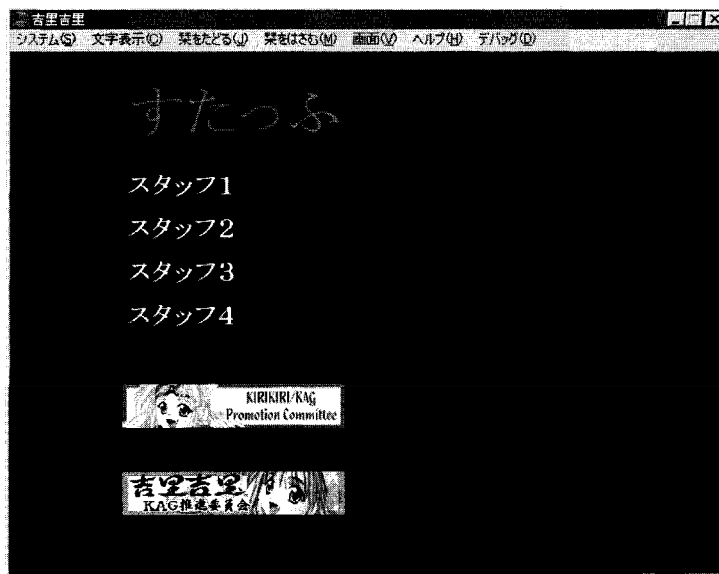 吉里吉里
システム(S) 文字表示(C) 栞をたどる(J) 栞をはさむ(M) 画面(V) ヘルプ(H) デバッグ(D)
すたっふ
スタッフ1
スタッフ2
スタッフ3
スタッフ4
KIRIKIRI/KAG
Promotion Committee
吉里吉里
KAG推進委員会